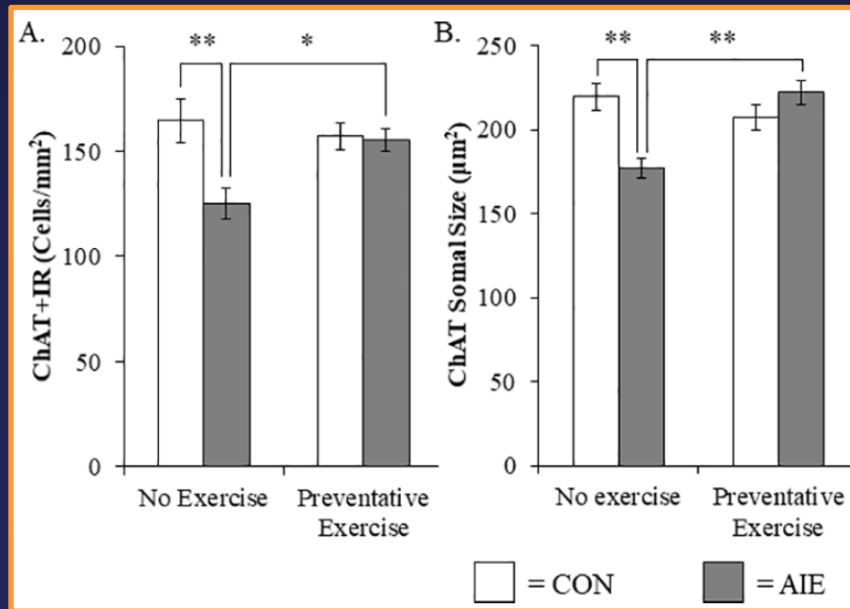 A.
ChAT+IR (Cells/mm²)
200
150
100
50
0
**
*
No Exercise
Preventative
Exercise
B.
ChAT Somal Size (µm²)
250
200
150
100
50
0
**
**
No exercise
Preventative
Exercise
= CON
= AIE